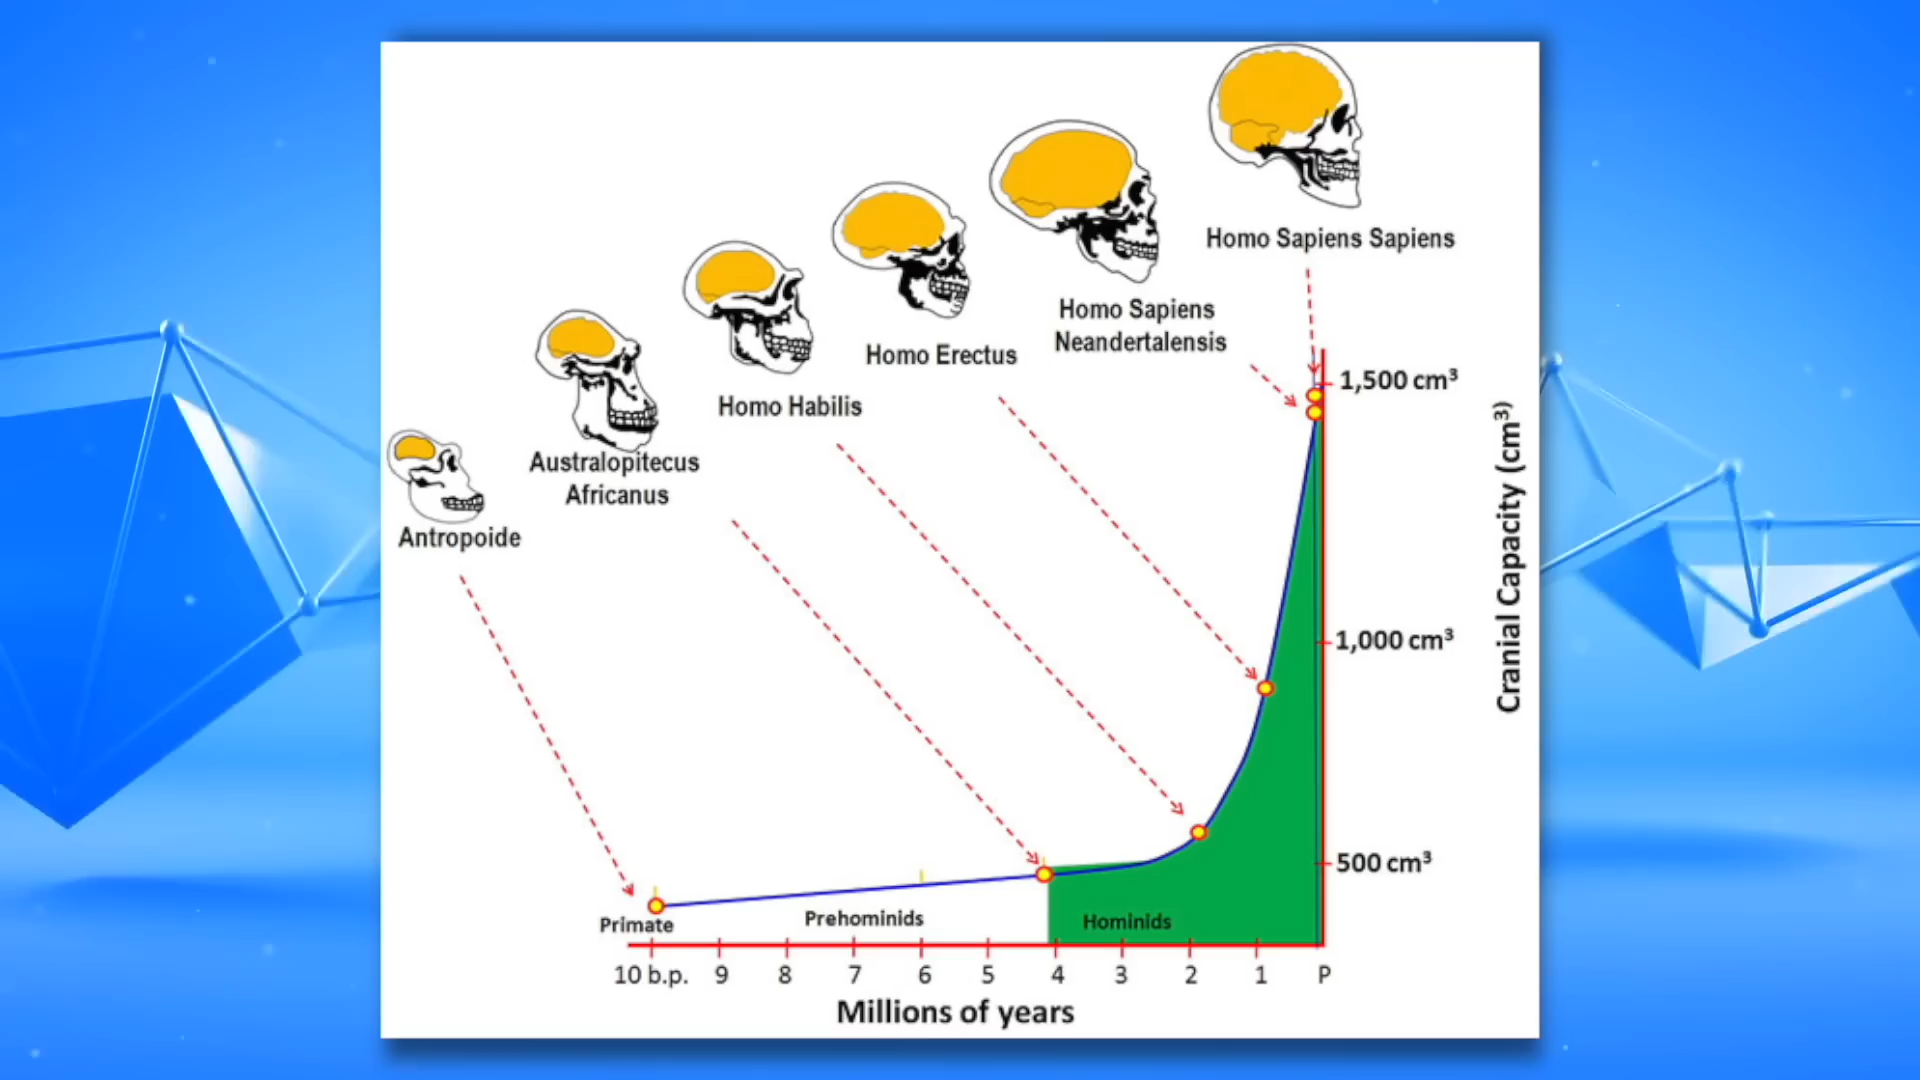 Homo Sapiens Sapiens
Homo Sapiens
Neandertalensis
Homo Erectus
Homo Habilis
Australopitecus
Africanus
Antropoide
1,500 cm³
1,000 cm³
500 cm³
Cranial Capacity (cm³)
Primate
Prehominids
Hominids
10 b.p. 9 8 7 6 5 4 3 2 1 P
Millions of years